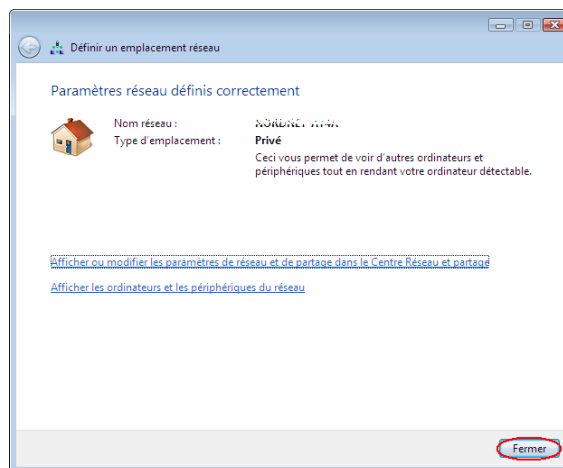 Définir un emplacement réseau
Paramètres réseau définis correctement
Nom réseau :
Type d'emplacement : Privé
Ceci vous permet de voir d'autres ordinateurs et
périphériques tout en rendant votre ordinateur détectable.
Afficher ou modifier les paramètres de réseau et de partage dans le Centre Réseau et partage
Afficher les ordinateurs et les périphériques du réseau
Fermer